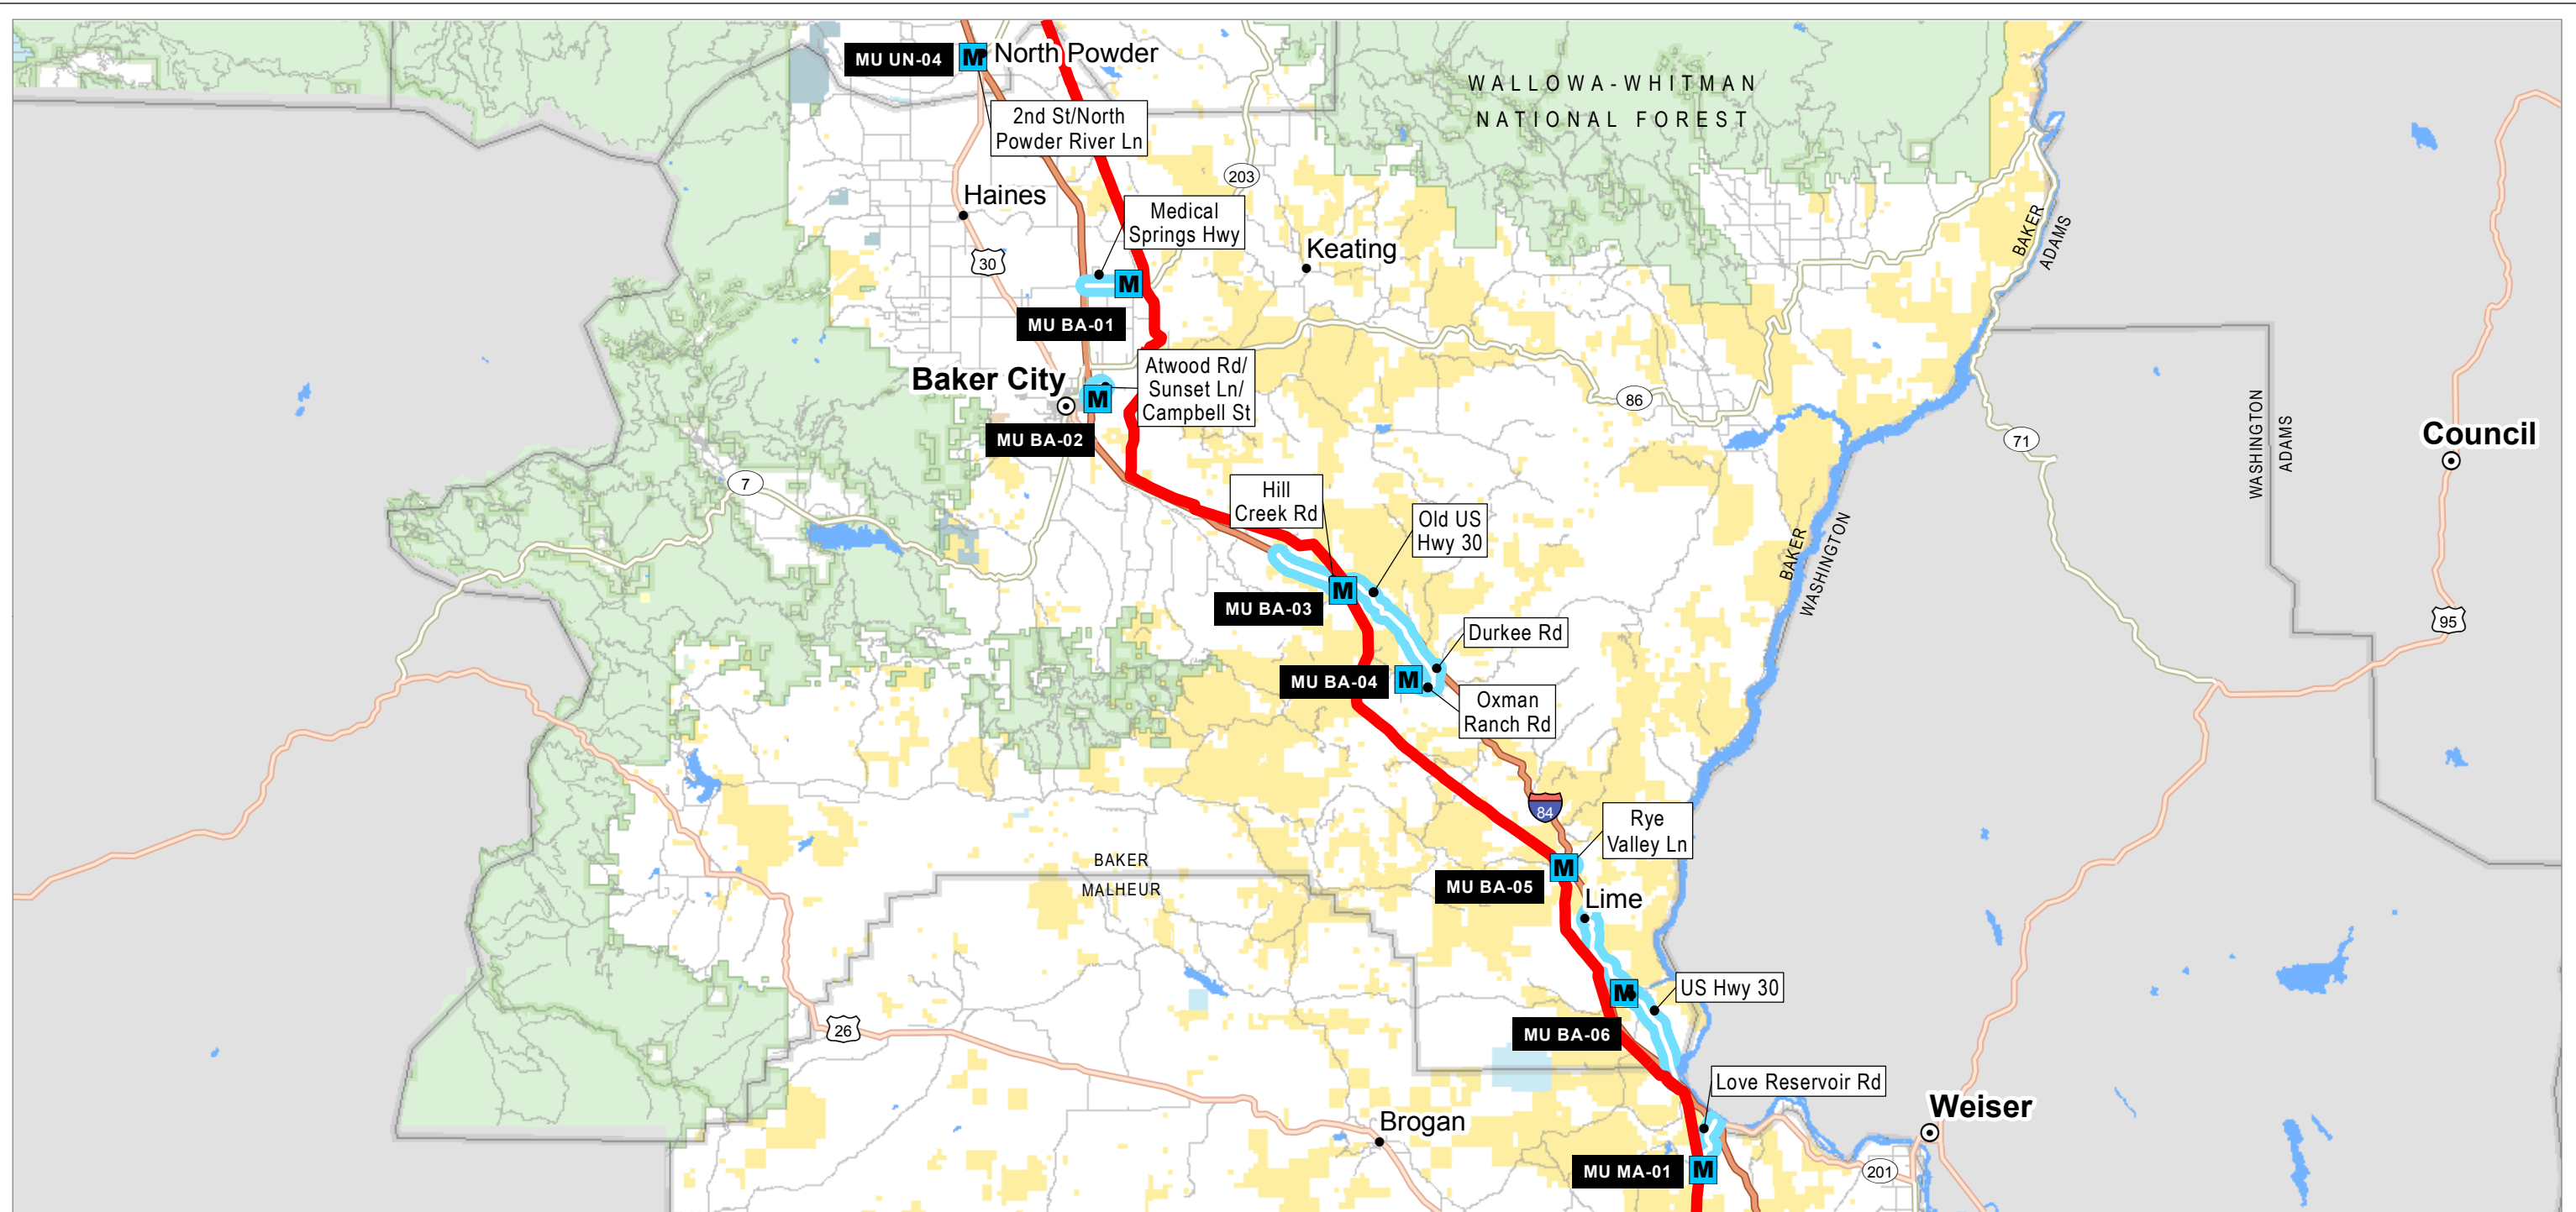 MU UN-04
M
North Powder
2nd St/North
Powder River Ln
WALLOWA-WHITMAN
NATIONAL FOREST
203
Haines
Medical
Springs Hwy
30
Keating
BAKER
ADAMS
M
MU BA-01
Atwood Rd/
Sunset Ln/
Campbell St
Baker City
M
MU BA-02
86
71
WASHINGTON
ADAMS
Council
7
Hill
Creek Rd
Old US
Hwy 30
BAKER
WASHINGTON
M
MU BA-03
Durkee Rd
95
MU BA-04
M
Oxman
Ranch Rd
84
Rye
Valley Ln
BAKER
MALHEUR
M
MU BA-05
Lime
M
US Hwy 30
26
MU BA-06
Love Reservoir Rd
Weiser
Brogan
MU MA-01
M
201